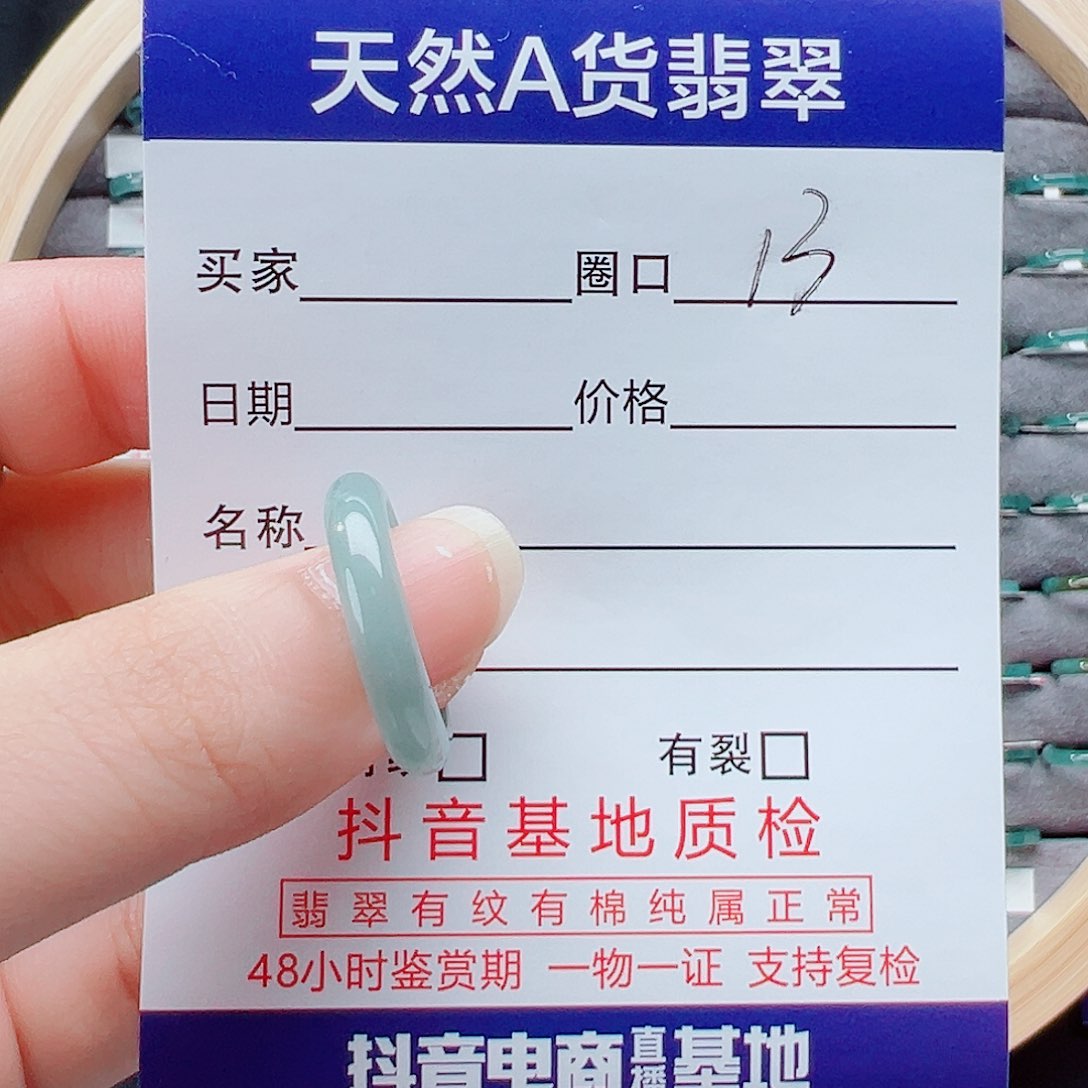 天然A货翡翠
买家 圈口 13
日期 价格
名称
有裂
抖音基地质检
翡翠有纹有棉纯属正常
48小时鉴赏期 一物一证 支持复检
抖音电商直播基地